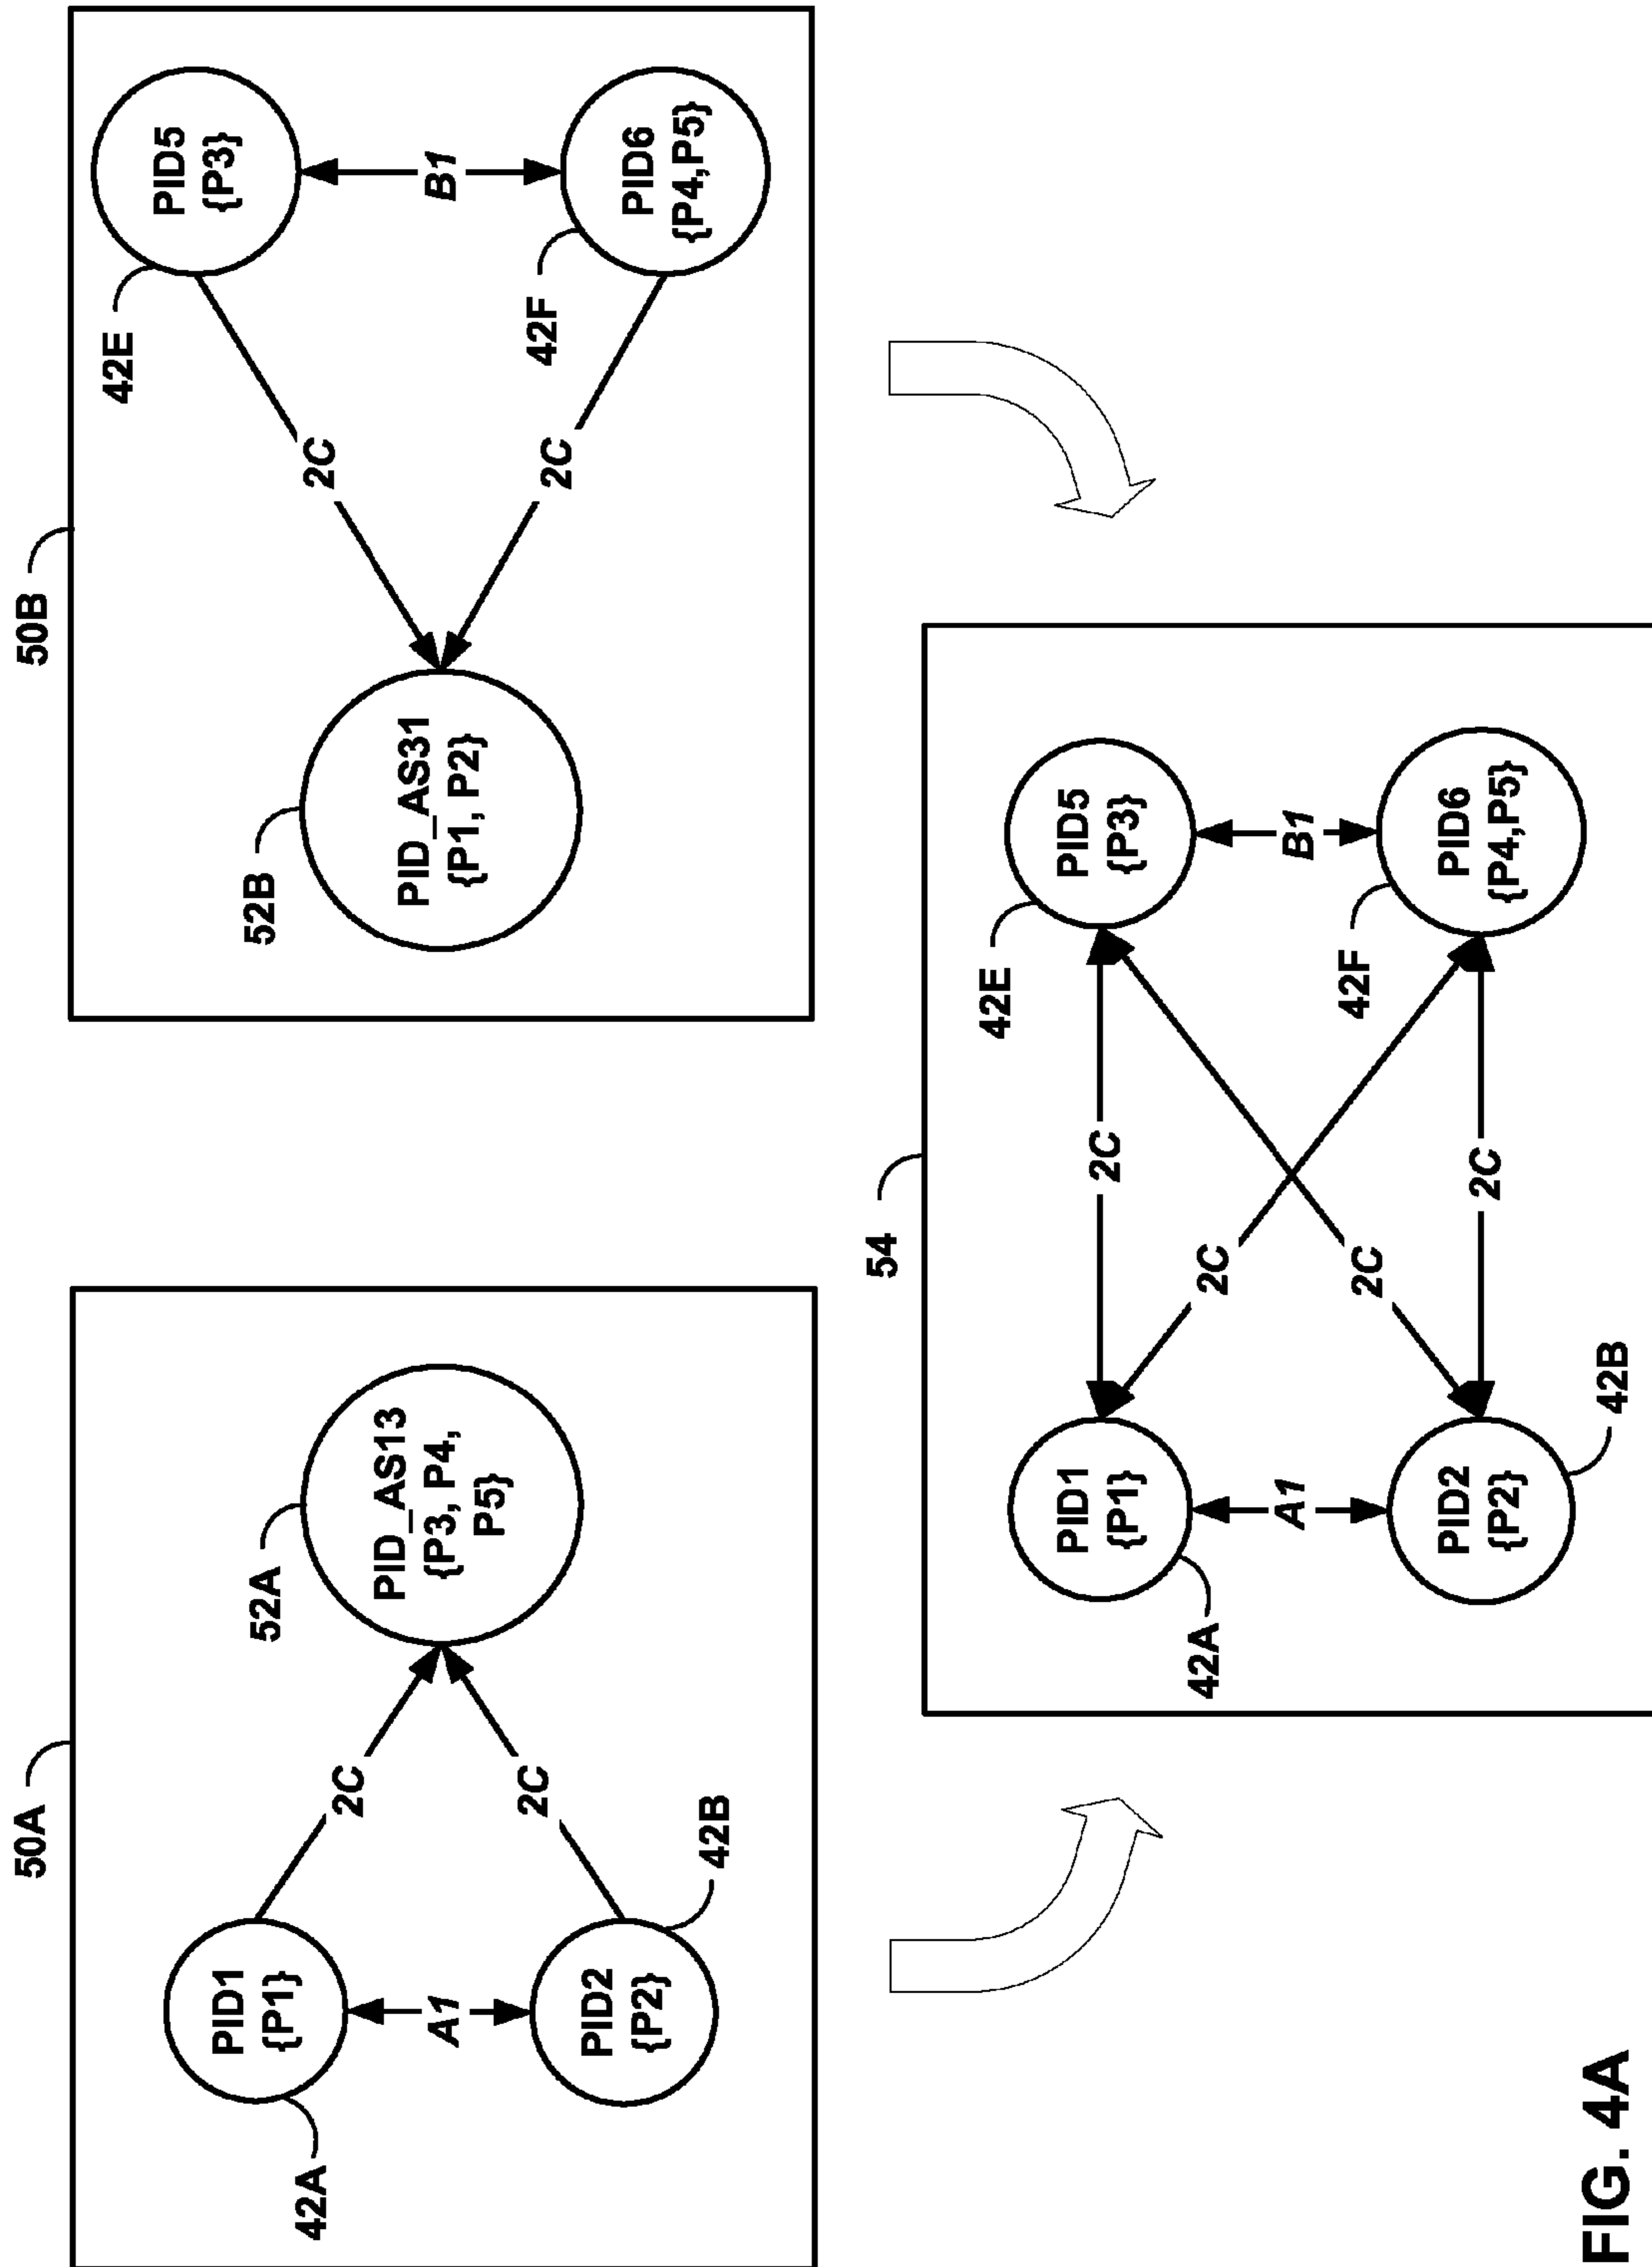 50A
42A
PID1
{P1}
A1
PID2
{P2}
42B
2C
2C
52A
PID_AS13
{P3, P4,
P5}
50B
52B
PID_AS31
{P1, P2}
2C
2C
42E
PID5
{P3}
B1
42F
PID6
{P4,P5}
54
42A
PID1
{P1}
A1
PID2
{P2}
42B
2C
2C
2C
2C
42E
PID5
{P3}
B1
42F
PID6
{P4,P5}
FIG. 4A